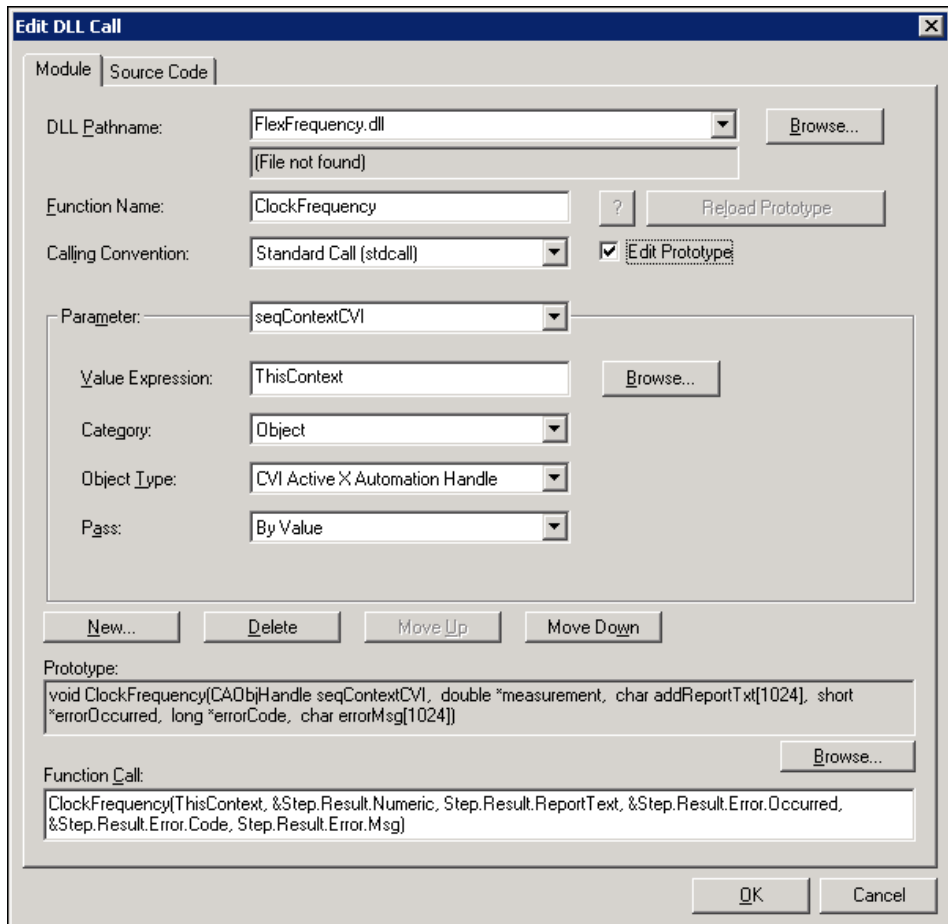 Edit DLL Call
Module
Source Code
DLL Pathname:
FlexFrequency.dll
Browse...
(File not found)
Function Name:
ClockFrequency
?
Reload Prototype
Calling Convention:
Standard Call (stdcall)
Edit Prototype
Parameter:
seqContextCVI
Value Expression:
ThisContext
Browse...
Category:
Object
Object Type:
CVI Active X Automation Handle
Pass:
By Value
New...
Delete
Move Up
Move Down
Prototype:
void ClockFrequency(CAObjHandle seqContextCVI, double *measurement, char addReportTxt[1024], short
*errorOccurred, long *errorCode, char errorMsg[1024])
Browse...
Function Call:
ClockFrequency(ThisContext, &Step.Result.Numeric, Step.Result.ReportText, &Step.Result.Error.Occurred,
&Step.Result.Error.Code, Step.Result.Error.Msg)
OK
Cancel